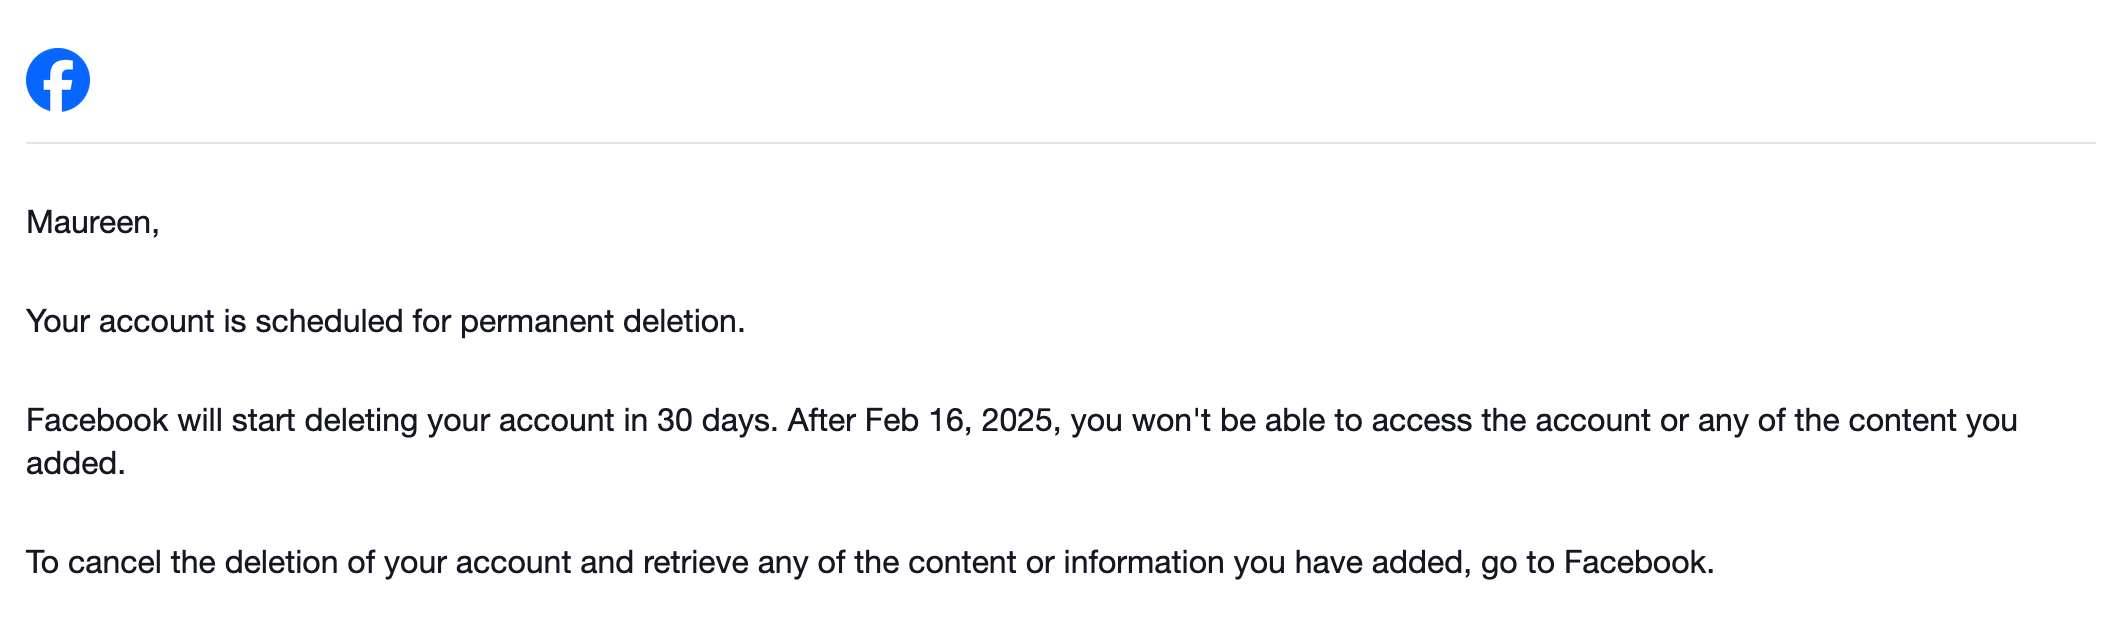 Maureen,
Your account is scheduled for permanent deletion.
Facebook will start deleting your account in 30 days. After Feb 16, 2025, you won't be able to access the account or any of the content you
added.
To cancel the deletion of your account and retrieve any of the content or information you have added, go to Facebook.